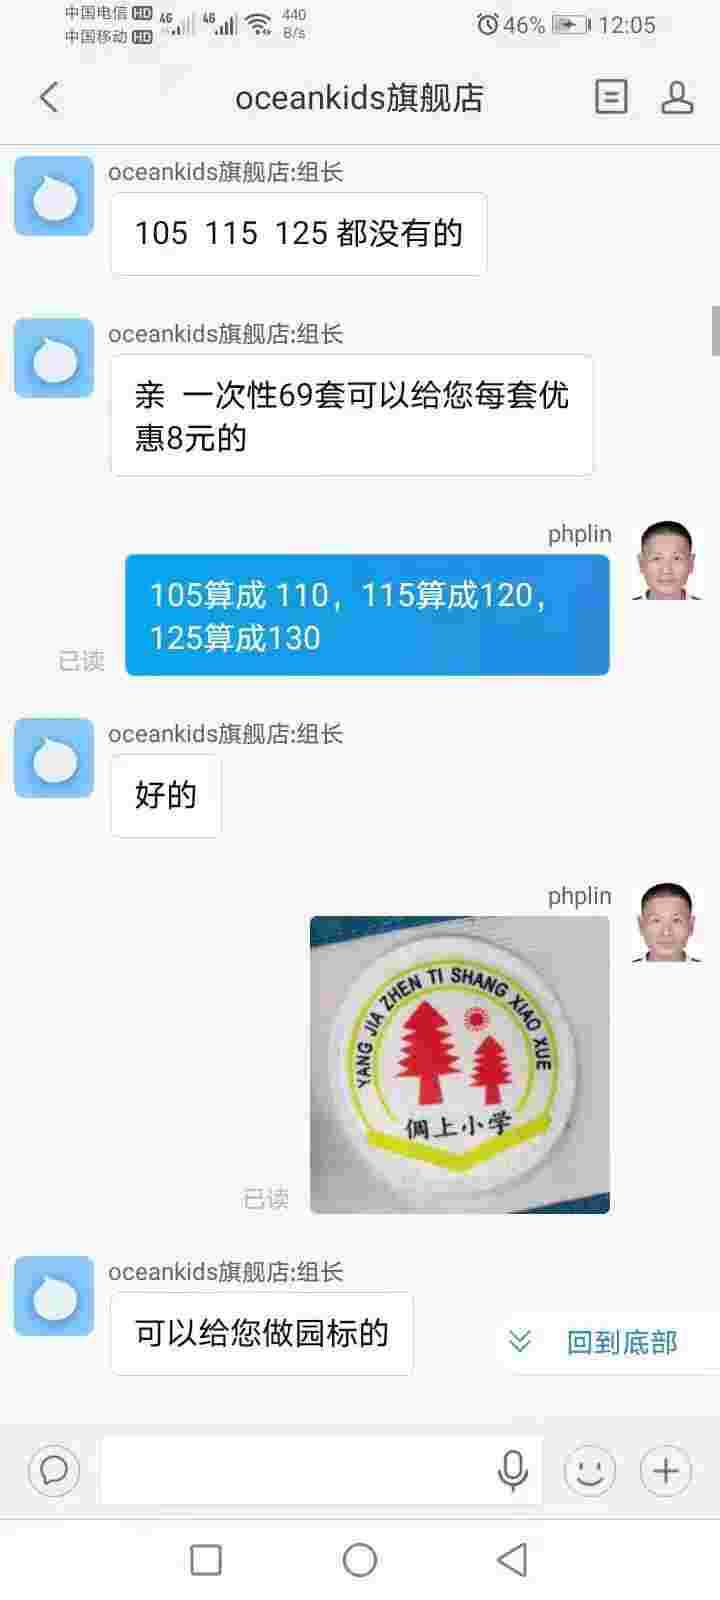 中国电信 HD 4G 4G 440 46% 12:05
中国移动 HD B/s
oceankids旗舰店
oceankids旗舰店:组长
105 115 125 都没有的
oceankids旗舰店:组长
亲 一次性69套可以给您每套优
惠8元的
phplin
105算成 110，115算成120，
125算成130
已读
oceankids旗舰店:组长
好的
phplin
YANG JIA ZHEN TI SHANG XIAO XUE
倜上小学
已读
oceankids旗舰店:组长
可以给您做园标的
回到底部